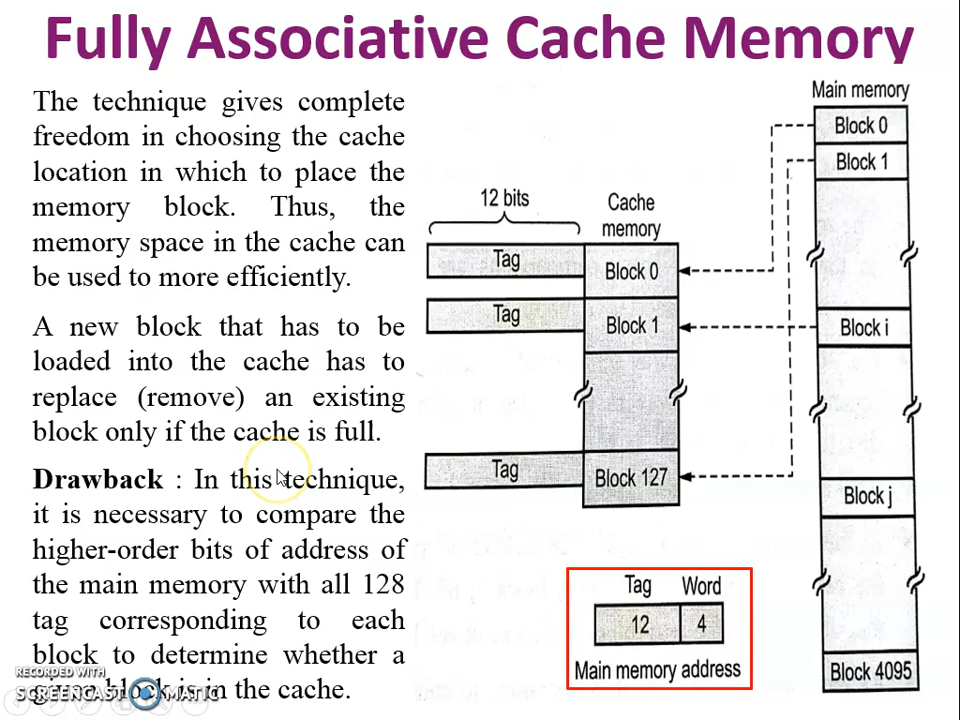 Fully Associative Cache Memory
The technique gives complete
freedom in choosing the cache
location in which to place the
memory block. Thus, the
memory space in the cache can
be used to more efficiently.
A new block that has to be
loaded into the cache has to
replace (remove) an existing
block only if the cache is full.
Drawback : In this technique,
it is necessary to compare the
higher-order bits of address of
the main memory with all 128
tag corresponding to each
block to determine whether a
block is in the cache.
RECORDED WITH
SCREENCAST MATIC
Main memory
Block 0
Block 1
Block i
Block j
Block 4095
12 bits
Cache
memory
Tag
Block 0
Tag
Block 1
Tag
Block 127
Tag Word
12 4
Main memory address